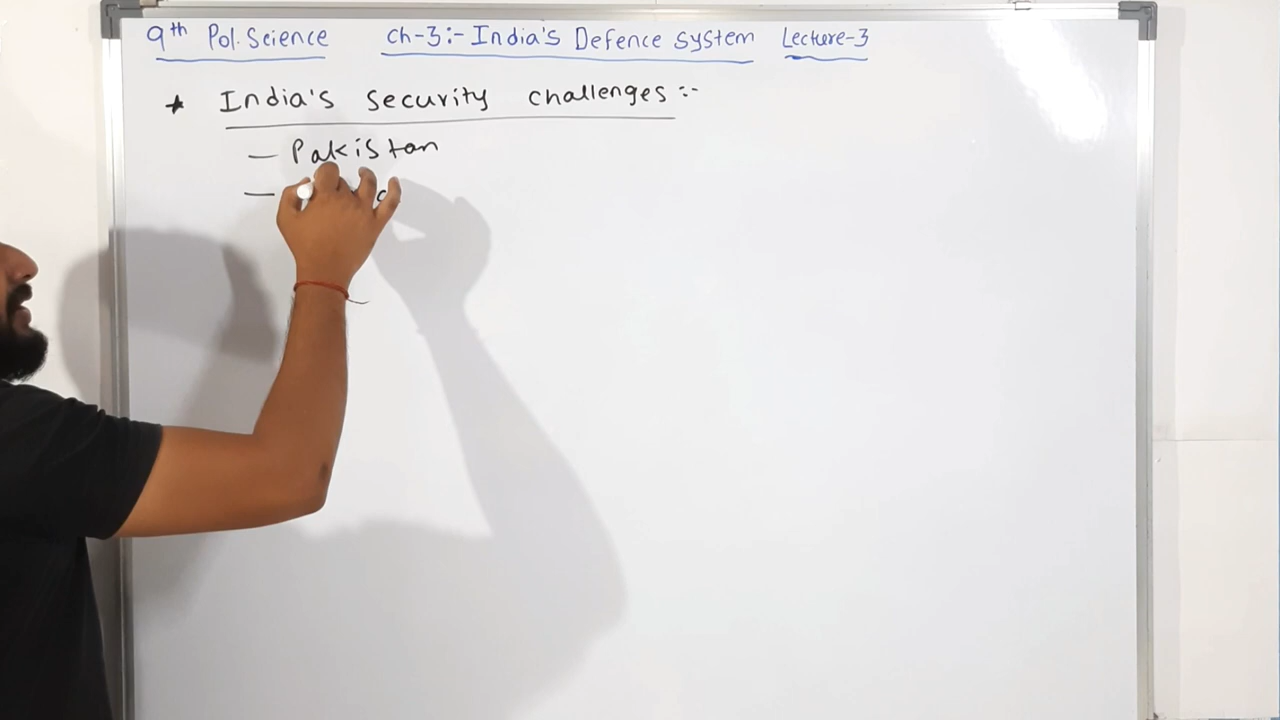 9th Pol. Science Ch-3:- India's Defence system Lecture-3
* India's security challenges :-
— Pakistan
—